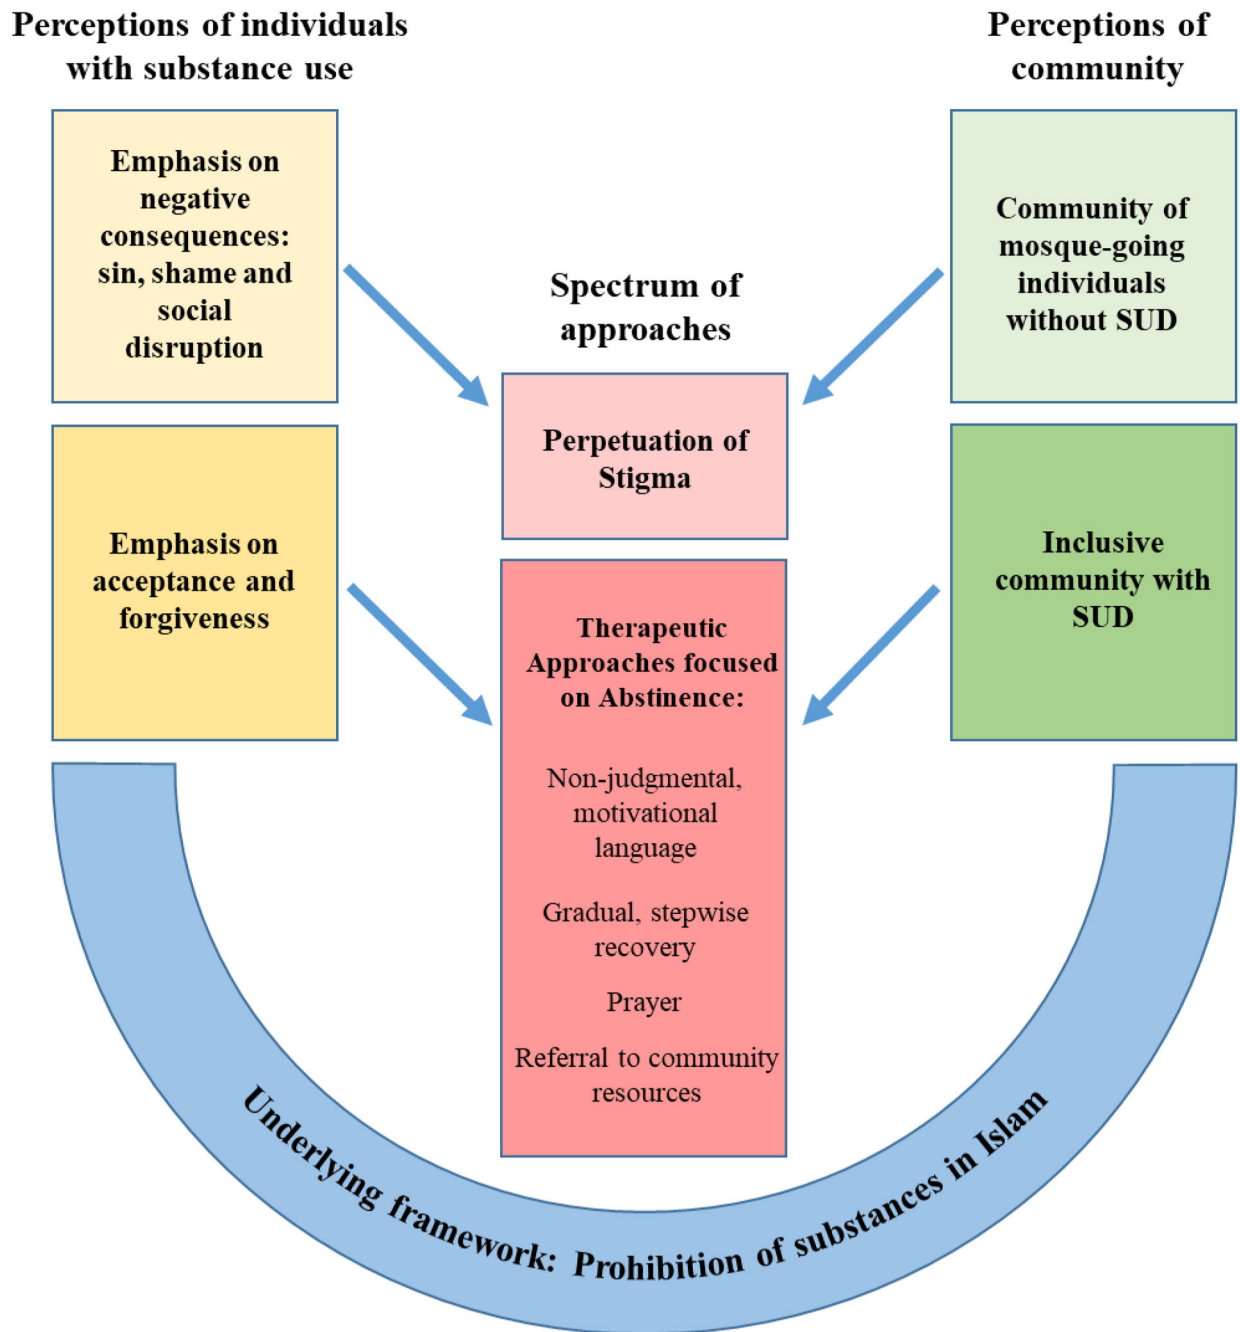 Perceptions of individuals
with substance use
Emphasis on
negative
consequences:
sin, shame and
social
disruption
Emphasis on
acceptance and
forgiveness
Spectrum of
approaches
Perpetuation of
Stigma
Therapeutic
Approaches focused
on Abstinence:
Non-judgmental,
motivational
language
Gradual, stepwise
recovery
Prayer
Referral to community
resources
Perceptions of
community
Community of
mosque-going
individuals
without SUD
Inclusive
community with
SUD
Underlying framework: Prohibition of substances in Islam